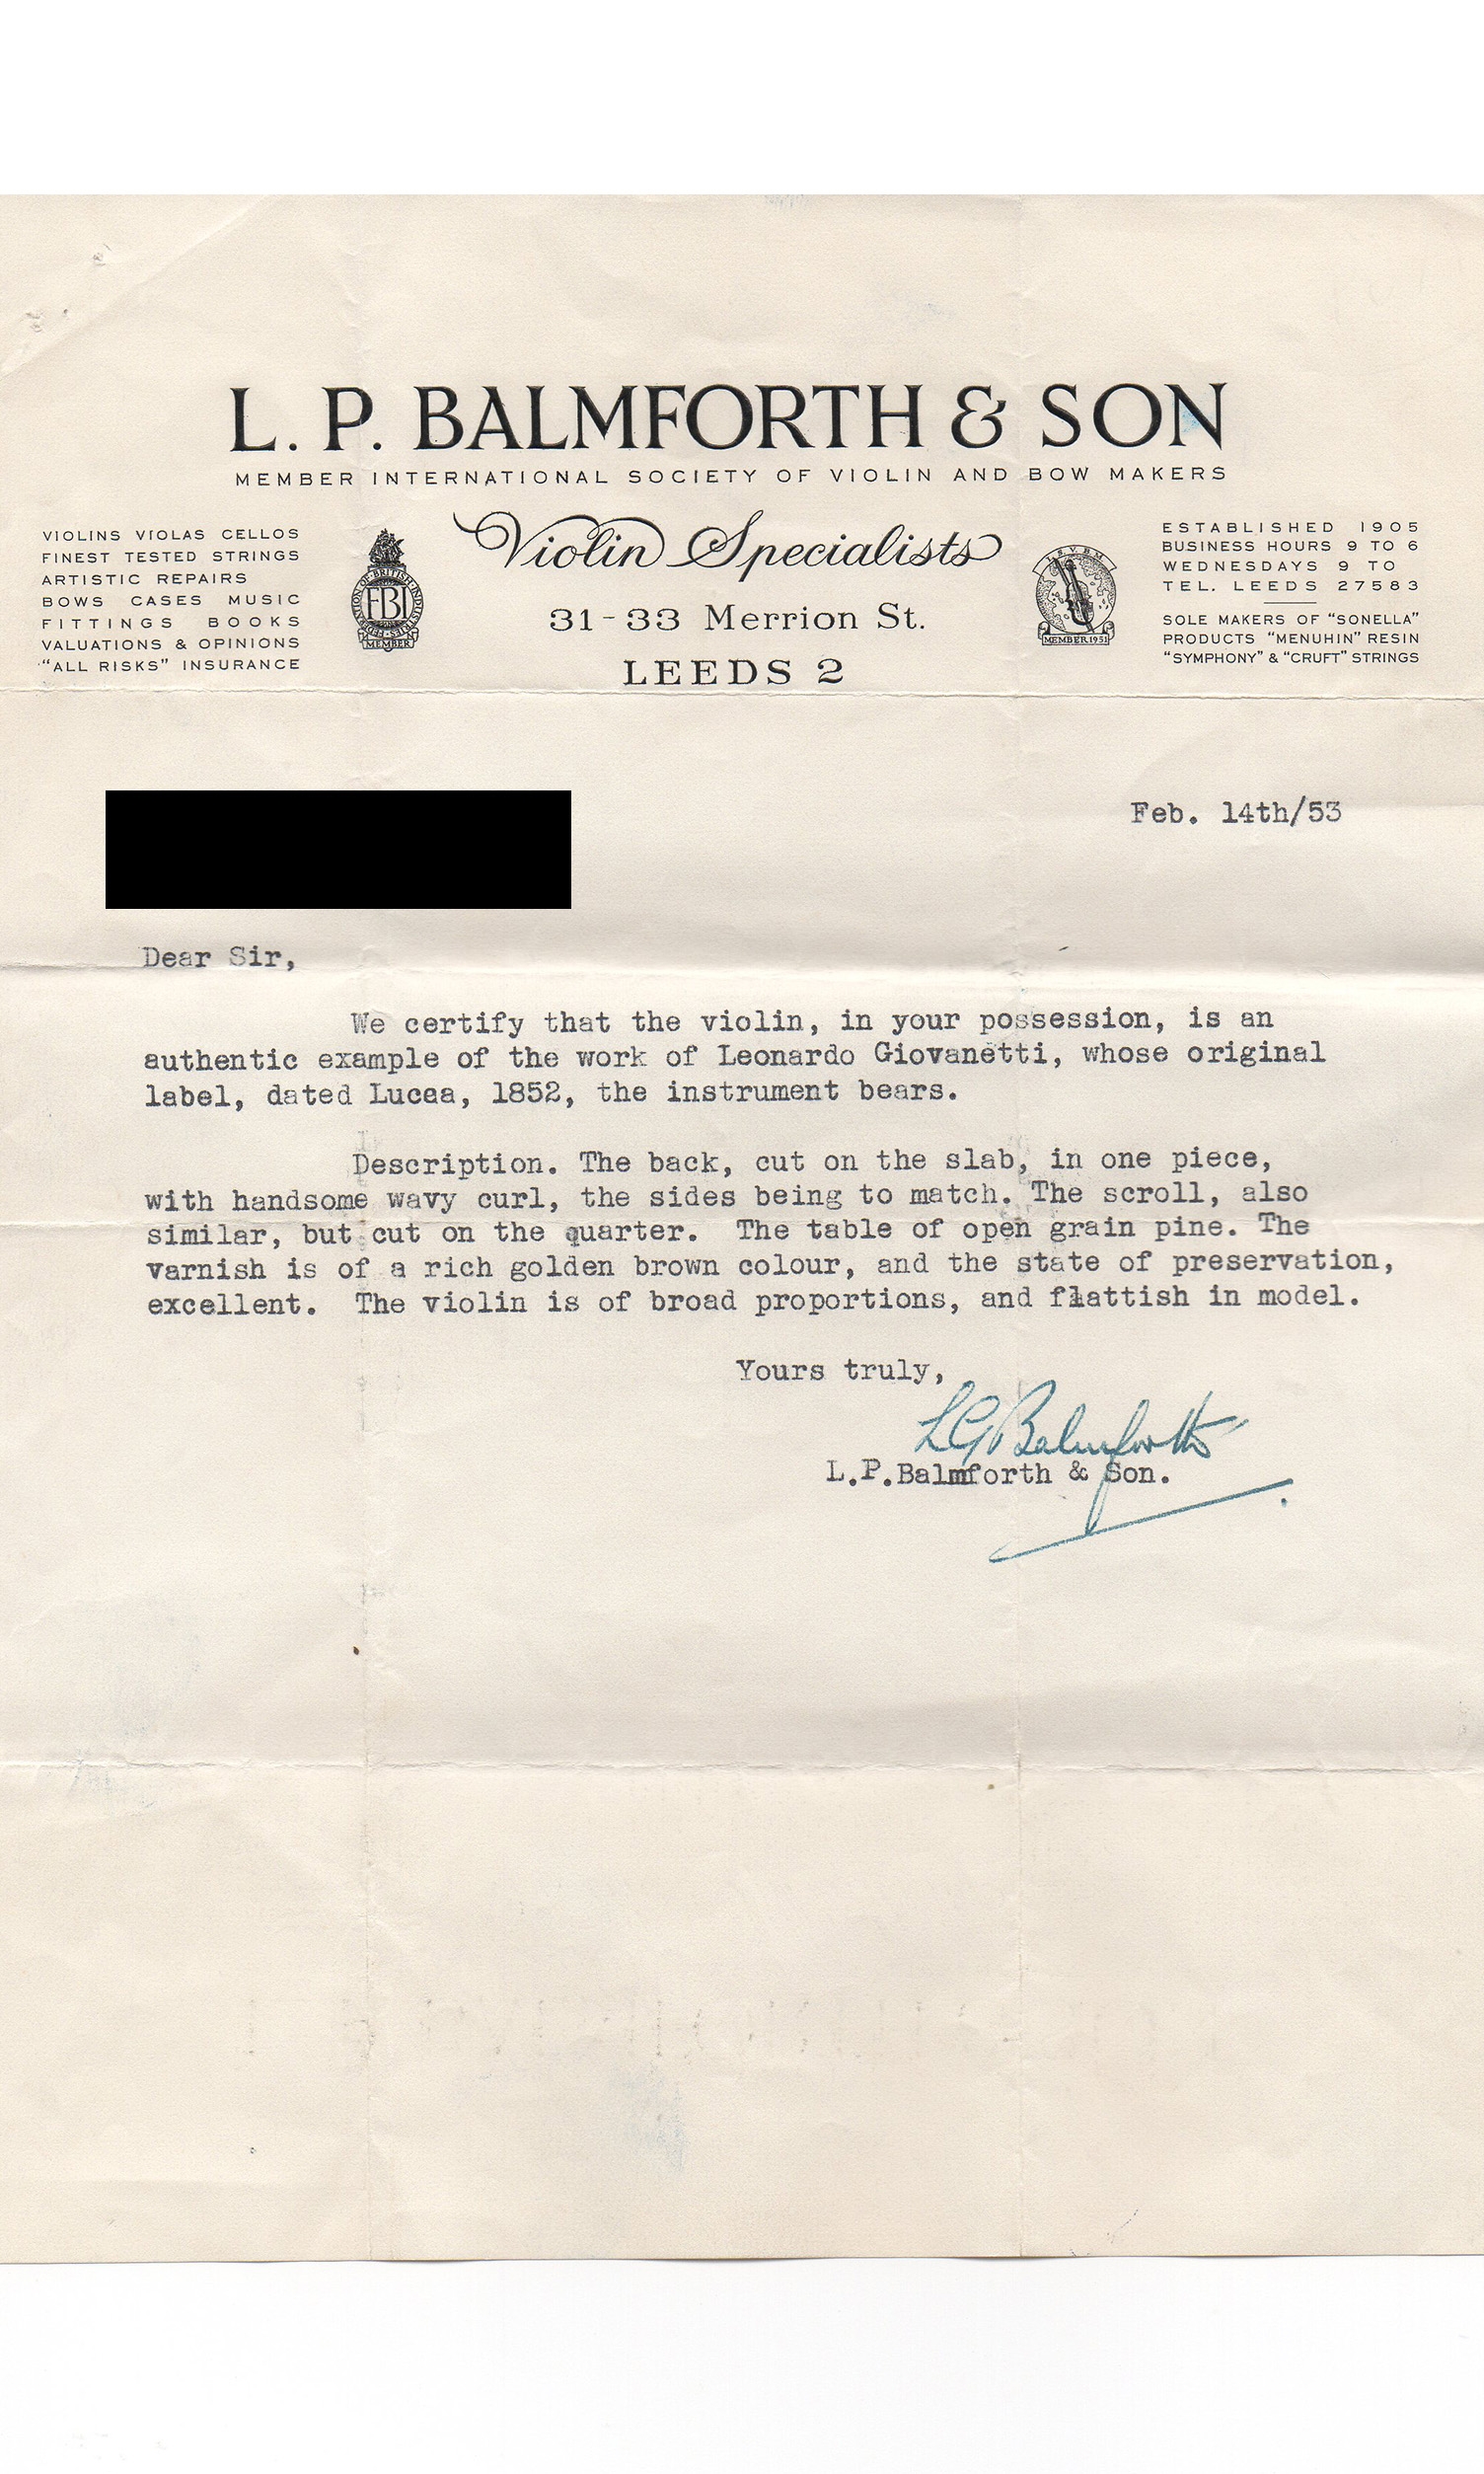 L. P. BALMFORTH & SON
MEMBER INTERNATIONAL SOCIETY OF VIOLIN AND BOW MAKERS
VIOLINS VIOLAS CELLOS
FINEST TESTED STRINGS
ARTISTIC REPAIRS
BOWS CASES MUSIC
FITTINGS BOOKS
VALUATIONS & OPINIONS
"ALL RISKS" INSURANCE
FEDERATION OF BRITISH INDUSTRIES
FBI
MEMBER
Violin Specialists
31-33 Merrion St.
LEEDS 2
I.S.V.B.M.
MEMBER 1951
ESTABLISHED 1905
BUSINESS HOURS 9 TO 6
WEDNESDAYS 9 TO
TEL. LEEDS 27583
SOLE MAKERS OF "SONELLA"
PRODUCTS "MENUHIN" RESIN
"SYMPHONY" & "CRUFT" STRINGS
Feb. 14th/53
Dear Sir,
We certify that the violin, in your possession, is an
authentic example of the work of Leonardo Giovanetti, whose original
label, dated Lucca, 1852, the instrument bears.
Description. The back, cut on the slab, in one piece,
with handsome wavy curl, the sides being to match. The scroll, also
similar, but cut on the quarter. The table of open grain pine. The
varnish is of a rich golden brown colour, and the state of preservation,
excellent. The violin is of broad proportions, and flattish in model.
Yours truly,
LG Balmforth
L.P.Balmforth & Son.